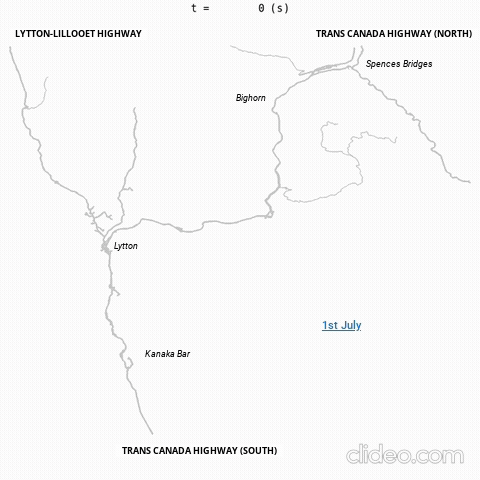 t =        0 (s)
LYTTON-LILLOOET HIGHWAY
TRANS CANADA HIGHWAY (NORTH)
Spences Bridges
Bighorn
Lytton
1st July
Kanaka Bar
TRANS CANADA HIGHWAY (SOUTH)
clideo.com